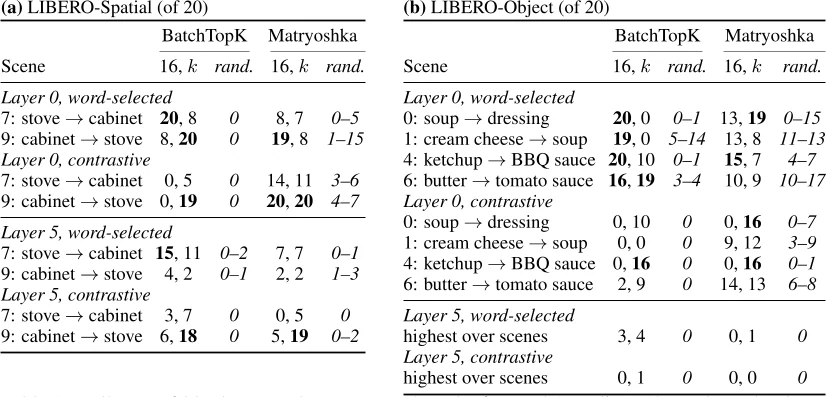 (a) LIBERO-Spatial (of 20)
BatchTopK Matryoshka
Scene 16, k rand. 16, k rand.
Layer 0, word-selected
7: stove → cabinet 20, 8 0 8, 7 0–5
9: cabinet → stove 8, 20 0 19, 8 1–15
Layer 0, contrastive
7: stove → cabinet 0, 5 0 14, 11 3–6
9: cabinet → stove 0, 19 0 20, 20 4–7
Layer 5, word-selected
7: stove → cabinet 15, 11 0–2 7, 7 0–1
9: cabinet → stove 4, 2 0–1 2, 2 1–3
Layer 5, contrastive
7: stove → cabinet 3, 7 0 0, 5 0
9: cabinet → stove 6, 18 0 5, 19 0–2
(b) LIBERO-Object (of 20)
BatchTopK Matryoshka
Scene 16, k rand. 16, k rand.
Layer 0, word-selected
0: soup → dressing 20, 0 0–1 13, 19 0–15
1: cream cheese → soup 19, 0 5–14 13, 8 11–13
4: ketchup → BBQ sauce 20, 10 0–1 15, 7 4–7
6: butter → tomato sauce 16, 19 3–4 10, 9 10–17
Layer 0, contrastive
0: soup → dressing 0, 10 0 0, 16 0–7
1: cream cheese → soup 0, 0 0 9, 12 3–9
4: ketchup → BBQ sauce 0, 16 0 0, 16 0–1
6: butter → tomato sauce 2, 9 0 14, 13 6–8
Layer 5, word-selected
highest over scenes 3, 4 0 0, 1 0
Layer 5, contrastive
highest over scenes 0, 1 0 0, 0 0